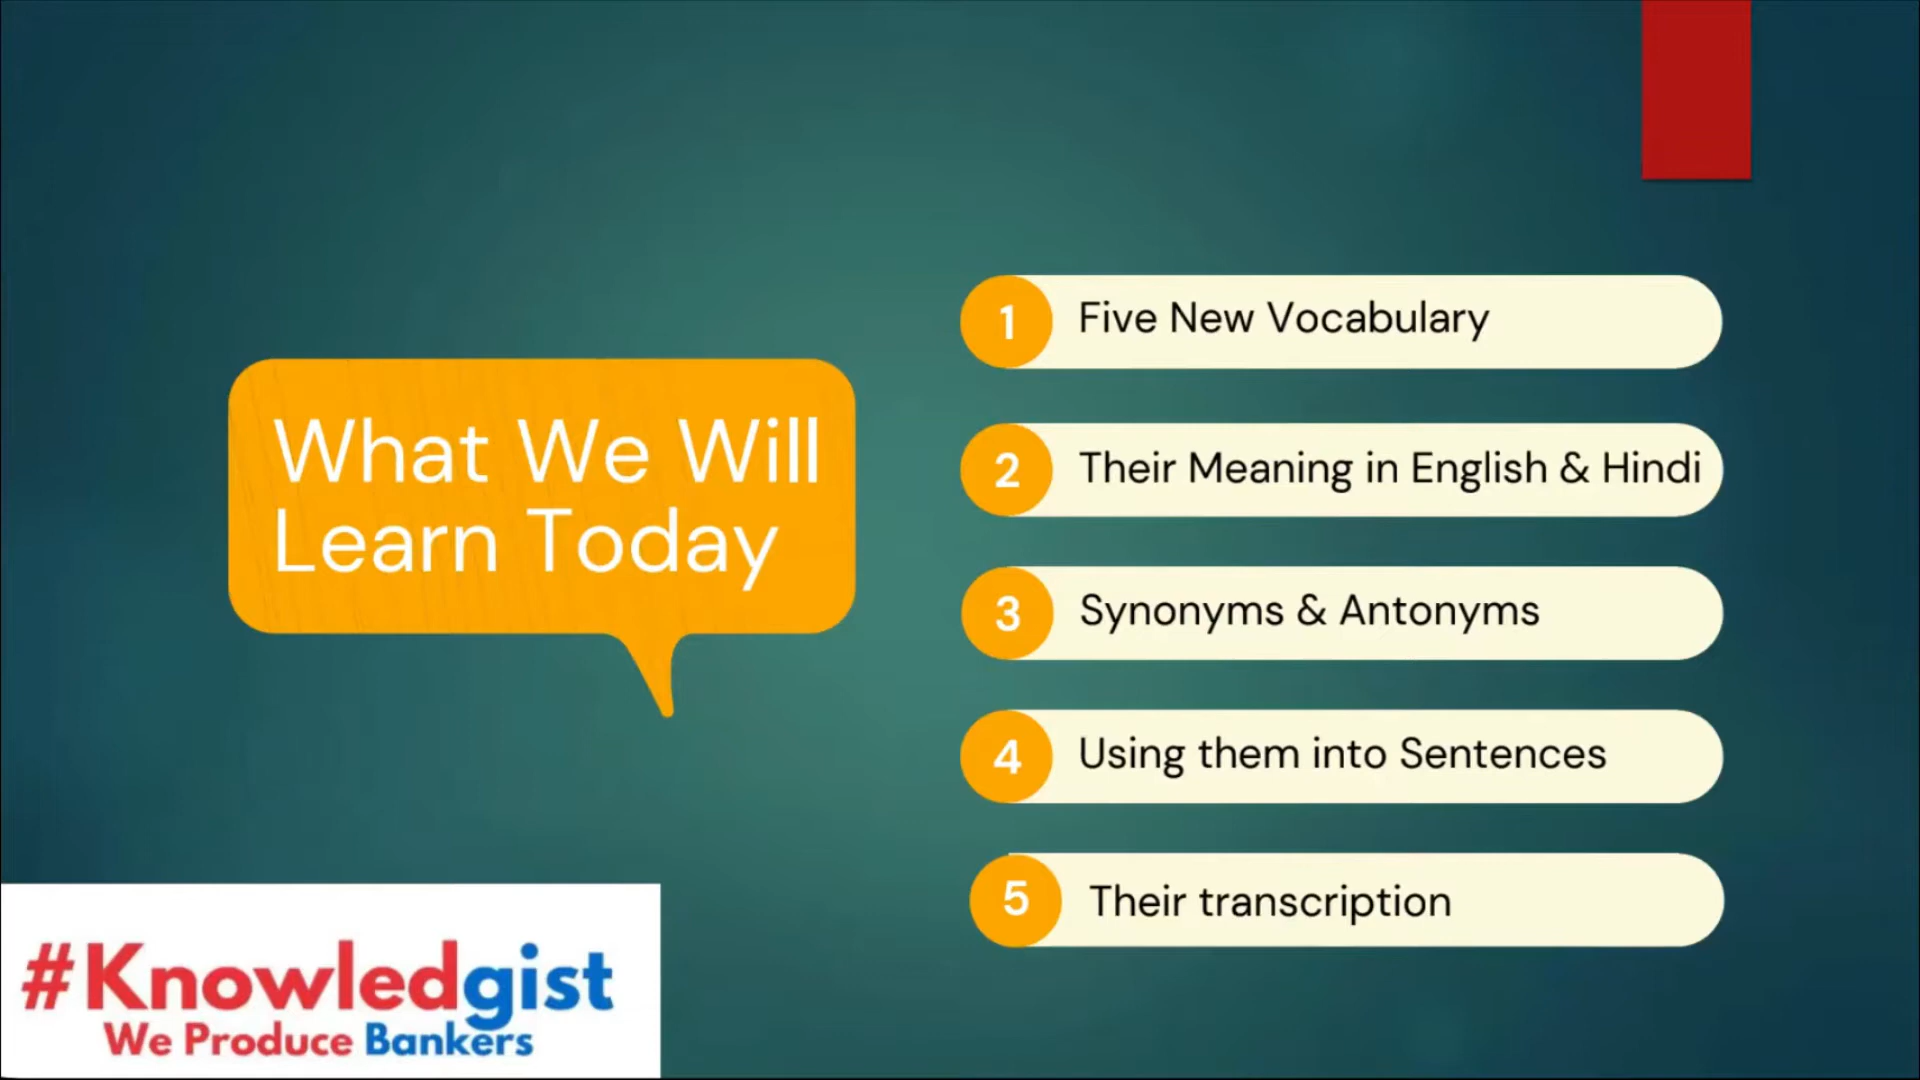 What We Will
Learn Today
1 Five New Vocabulary
2 Their Meaning in English & Hindi
3 Synonyms & Antonyms
4 Using them into Sentences
5 Their transcription
#Knowledgist
We Produce Bankers